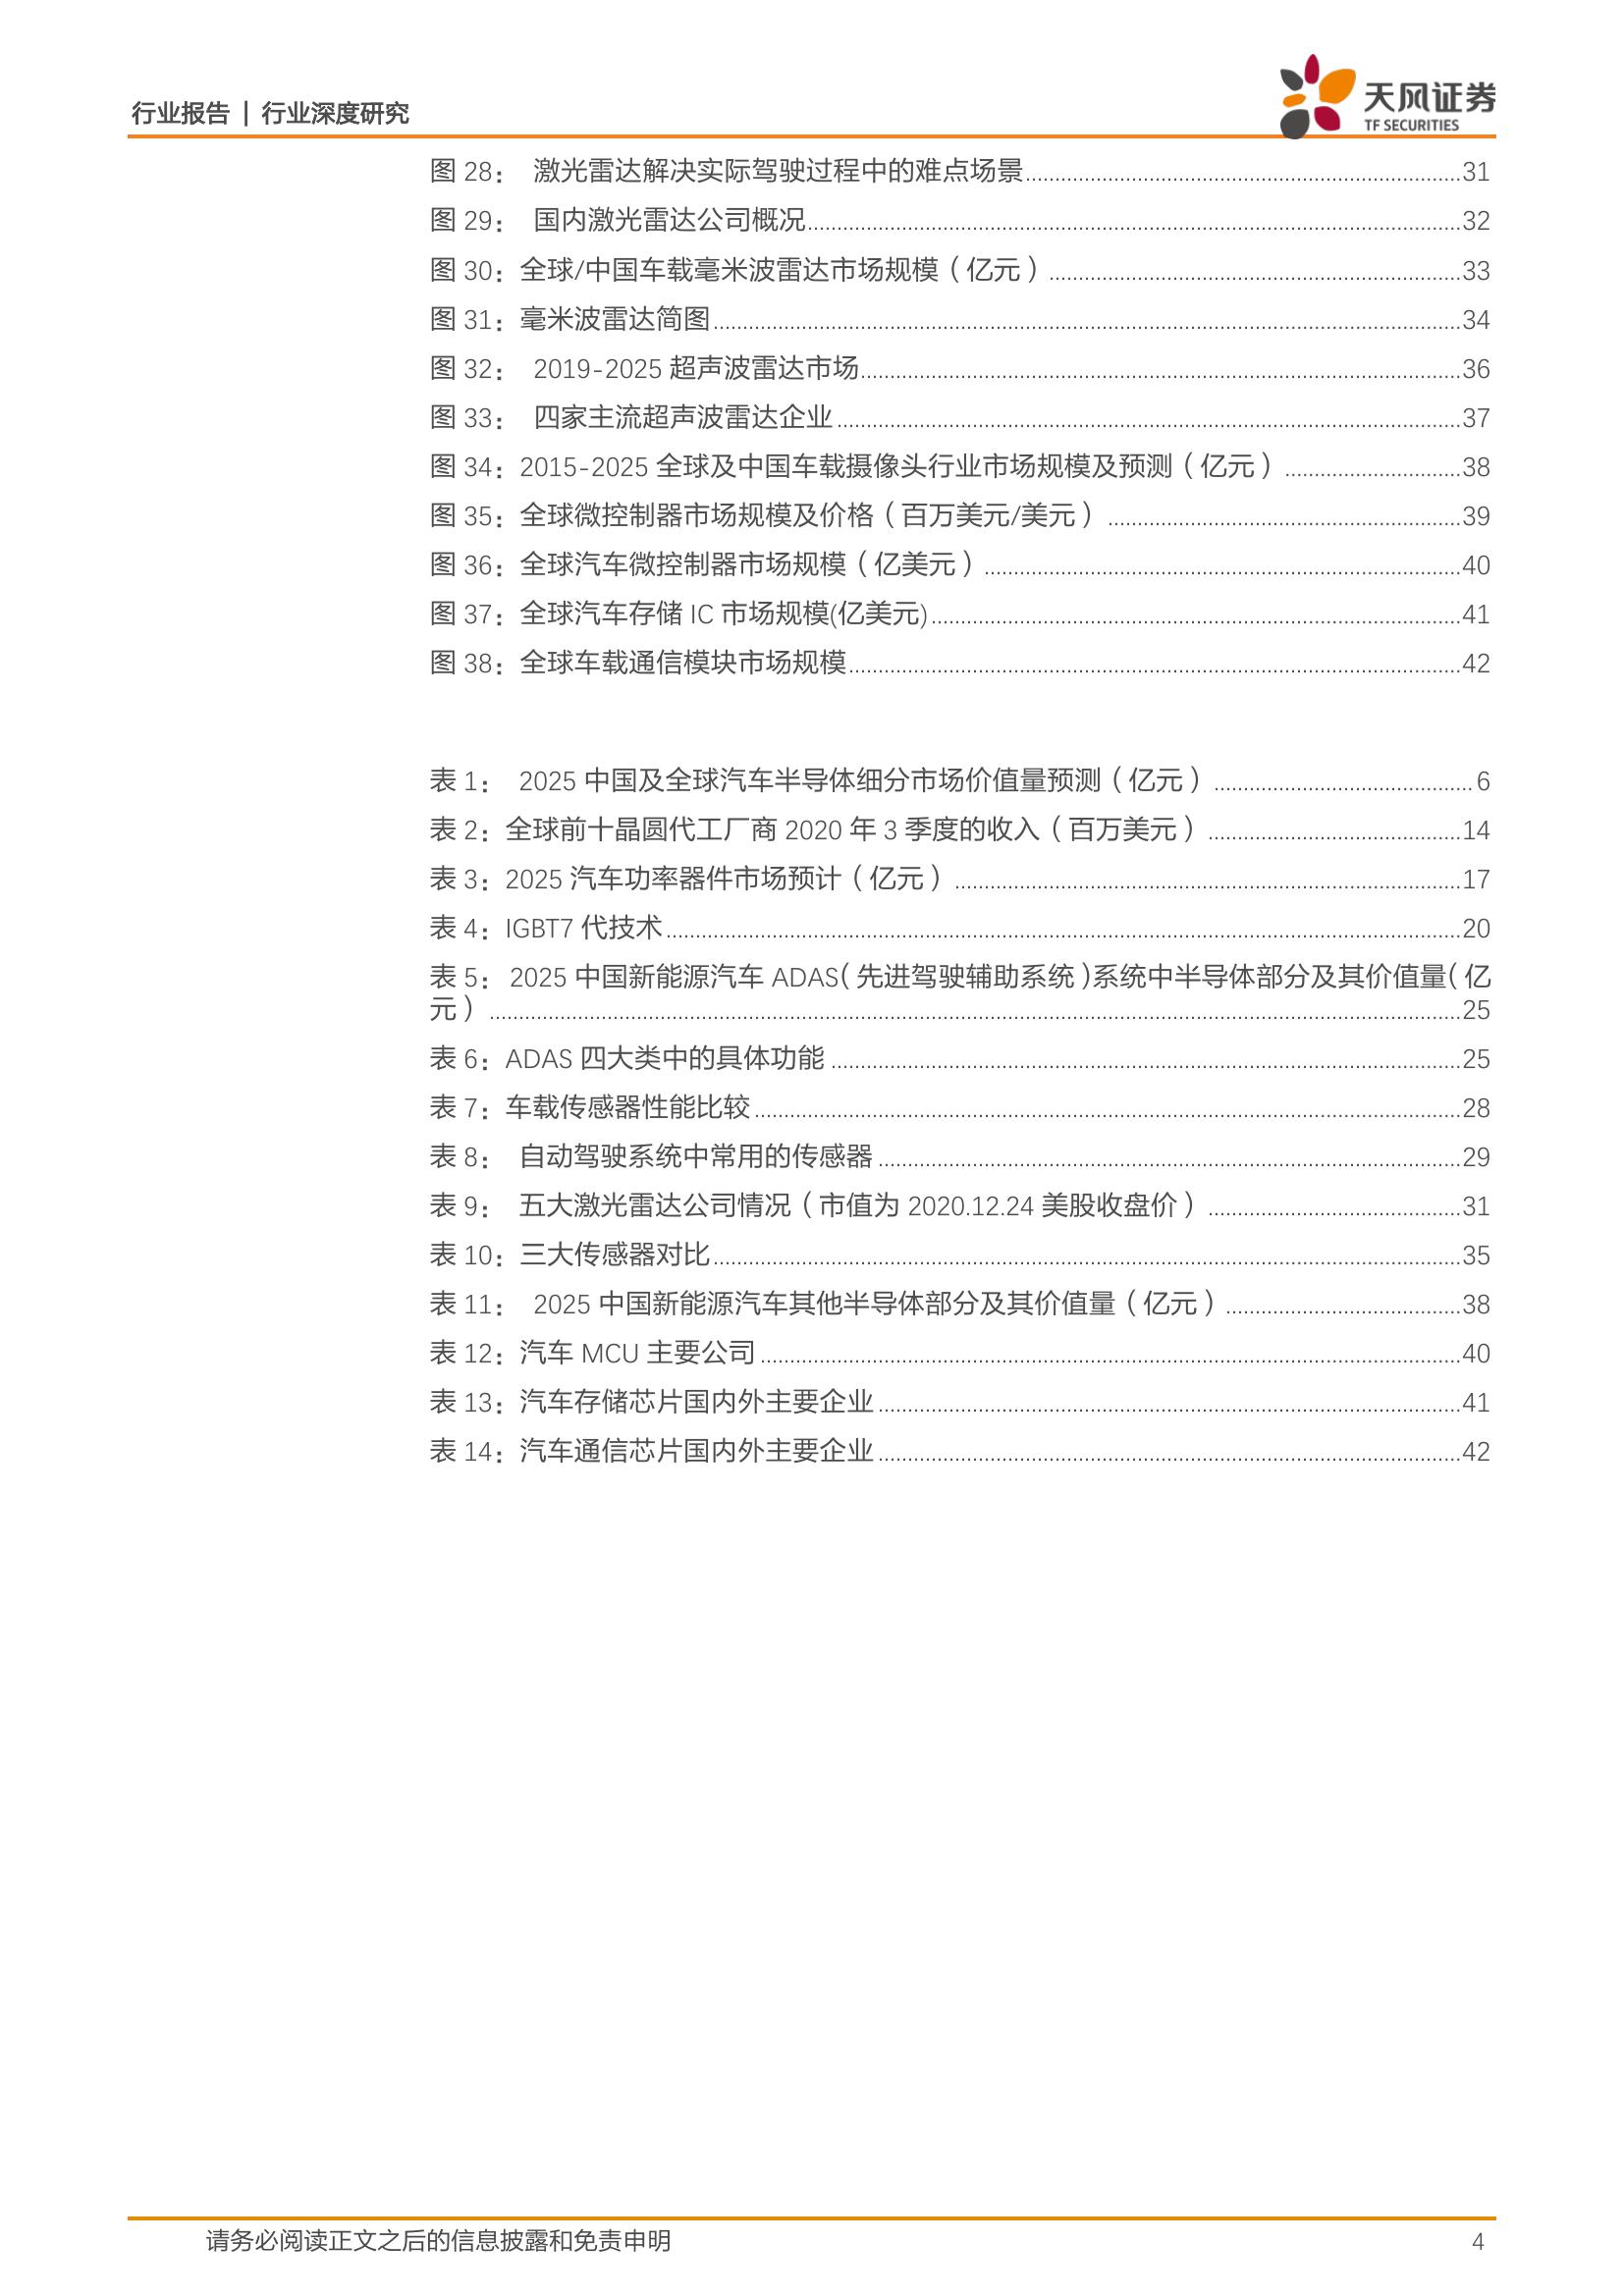 行业报告 | 行业深度研究
天风证券
TF SECURITIES
图 28： 激光雷达解决实际驾驶过程中的难点场景 31
图 29： 国内激光雷达公司概况 32
图 30：全球/中国车载毫米波雷达市场规模（亿元） 33
图 31：毫米波雷达简图 34
图 32： 2019-2025 超声波雷达市场 36
图 33： 四家主流超声波雷达企业 37
图 34：2015-2025 全球及中国车载摄像头行业市场规模及预测（亿元） 38
图 35：全球微控制器市场规模及价格（百万美元/美元） 39
图 36：全球汽车微控制器市场规模（亿美元） 40
图 37：全球汽车存储 IC 市场规模(亿美元) 41
图 38：全球车载通信模块市场规模 42
表 1： 2025 中国及全球汽车半导体细分市场价值量预测（亿元） 6
表 2：全球前十晶圆代工厂商 2020 年 3 季度的收入（百万美元） 14
表 3：2025 汽车功率器件市场预计（亿元） 17
表 4：IGBT7 代技术 20
表 5： 2025 中国新能源汽车 ADAS（先进驾驶辅助系统）系统中半导体部分及其价值量（亿
元） 25
表 6：ADAS 四大类中的具体功能 25
表 7：车载传感器性能比较 28
表 8： 自动驾驶系统中常用的传感器 29
表 9： 五大激光雷达公司情况（市值为 2020.12.24 美股收盘价） 31
表 10：三大传感器对比 35
表 11： 2025 中国新能源汽车其他半导体部分及其价值量（亿元） 38
表 12：汽车 MCU 主要公司 40
表 13：汽车存储芯片国内外主要企业 41
表 14：汽车通信芯片国内外主要企业 42
请务必阅读正文之后的信息披露和免责申明 4